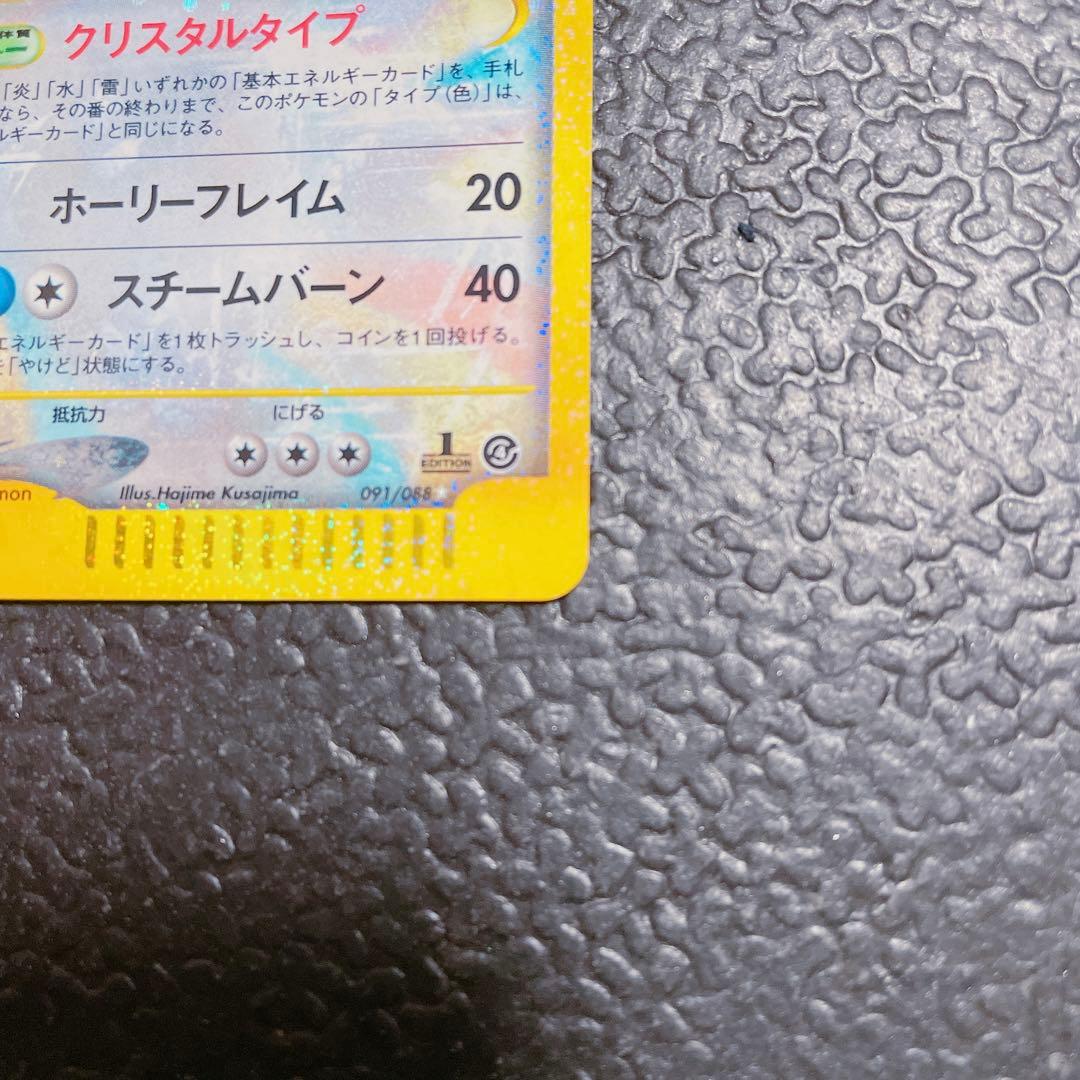 体質
クリスタルタイプ
「炎」「水」「雷」いずれかの「基本エネルギーカード」を、手札
なら、その番の終わりまで、このポケモンの「タイプ(色)」は、
ルギーカード」と同じになる。
ホーリーフレイム 20
スチームバーン 40
エネルギーカード」を1枚トラッシュし、コインを1回投げる。
「やけど」状態にする。
抵抗力 にげる
1
EDITION
mon Illus.Hajime Kusajima 091/088